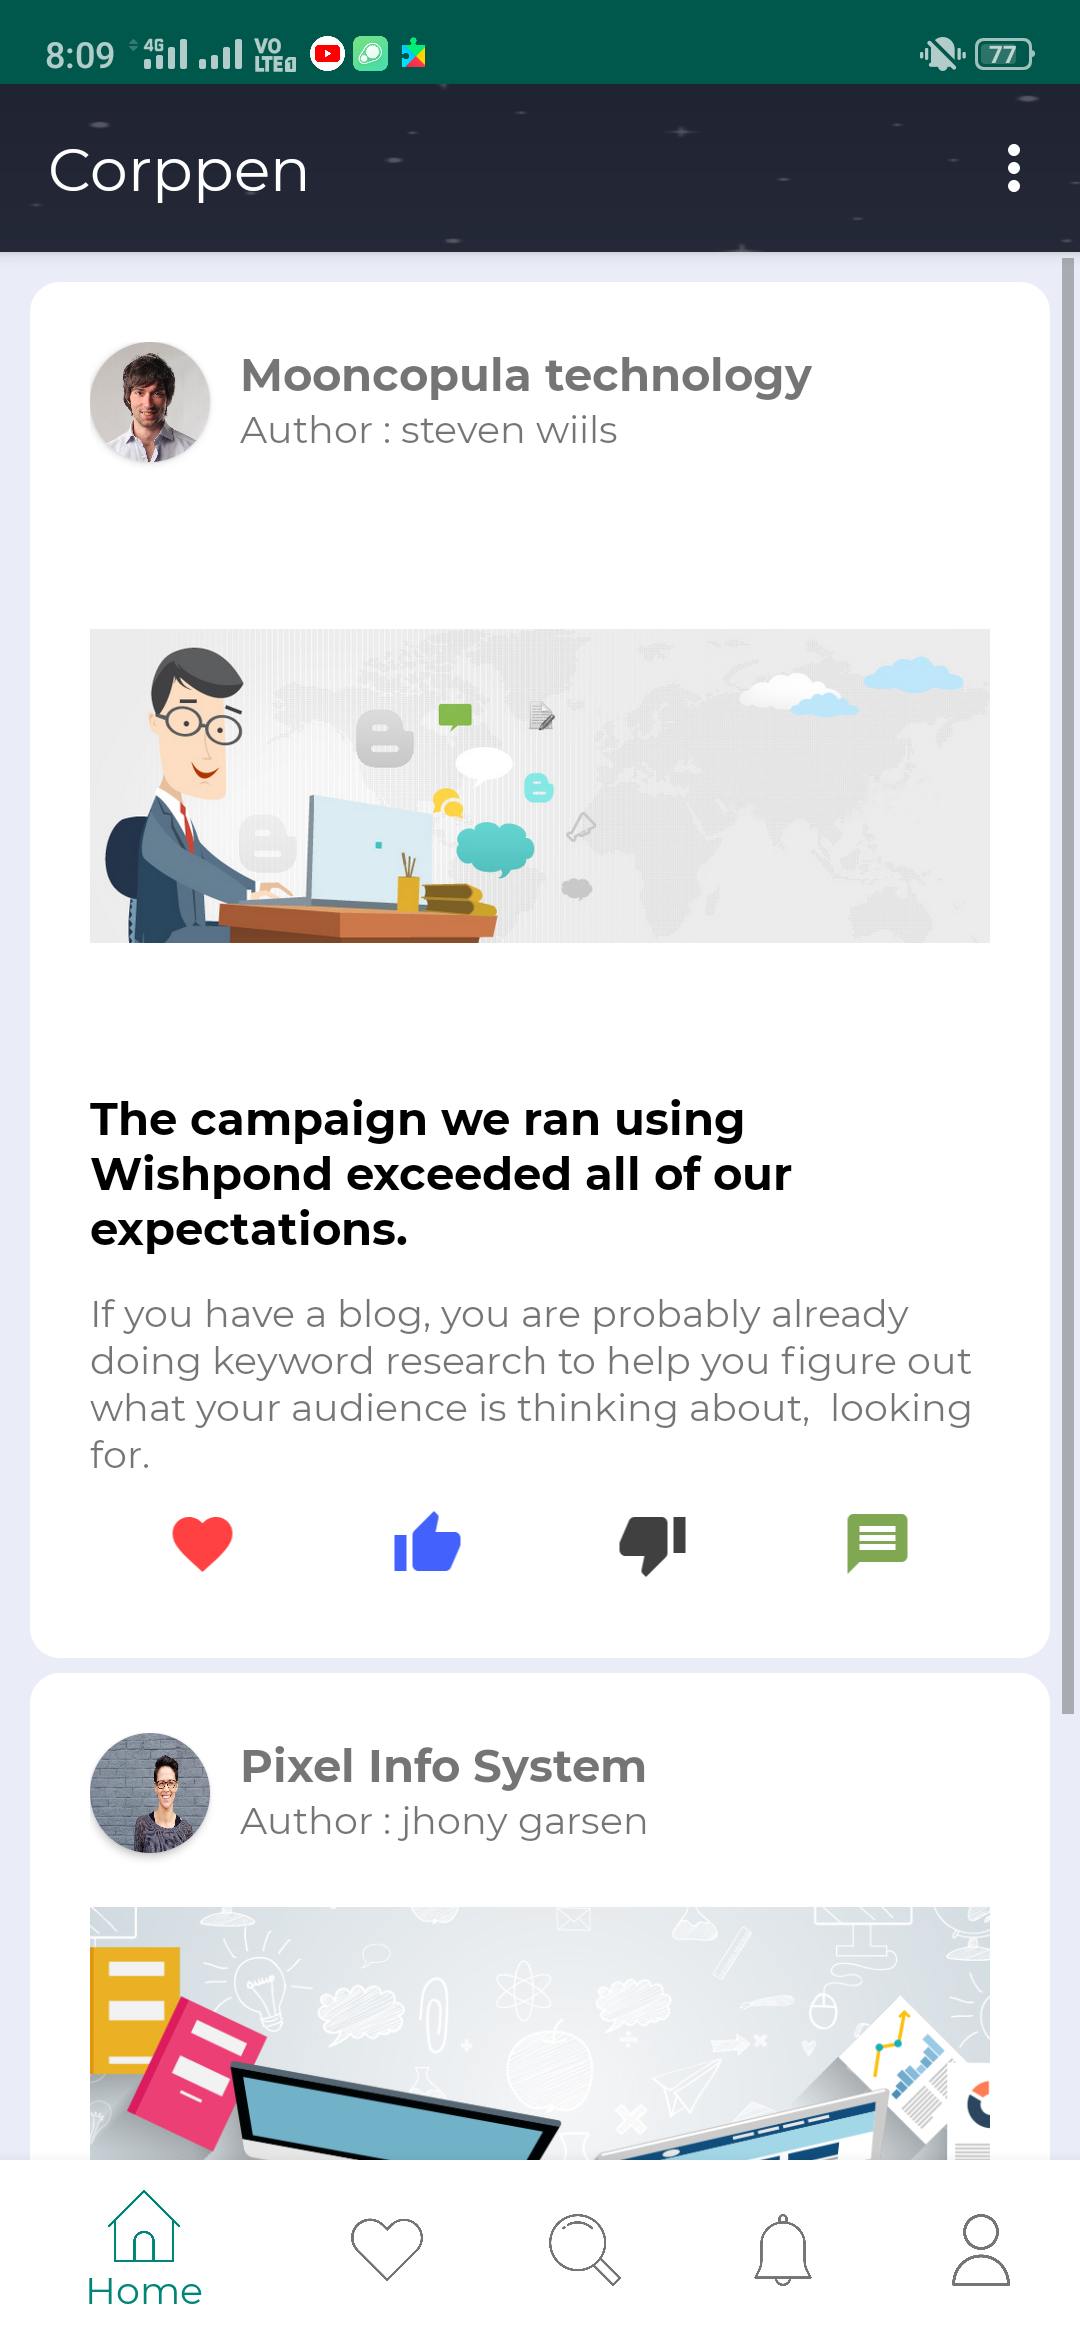 8:09 4G VO LTE1 77
Corppen
Mooncopula technology
Author : steven wiils
The campaign we ran using
Wishpond exceeded all of our
expectations.
If you have a blog, you are probably already
doing keyword research to help you figure out
what your audience is thinking about,  looking
for.
Pixel Info System
Author : jhony garsen
Home